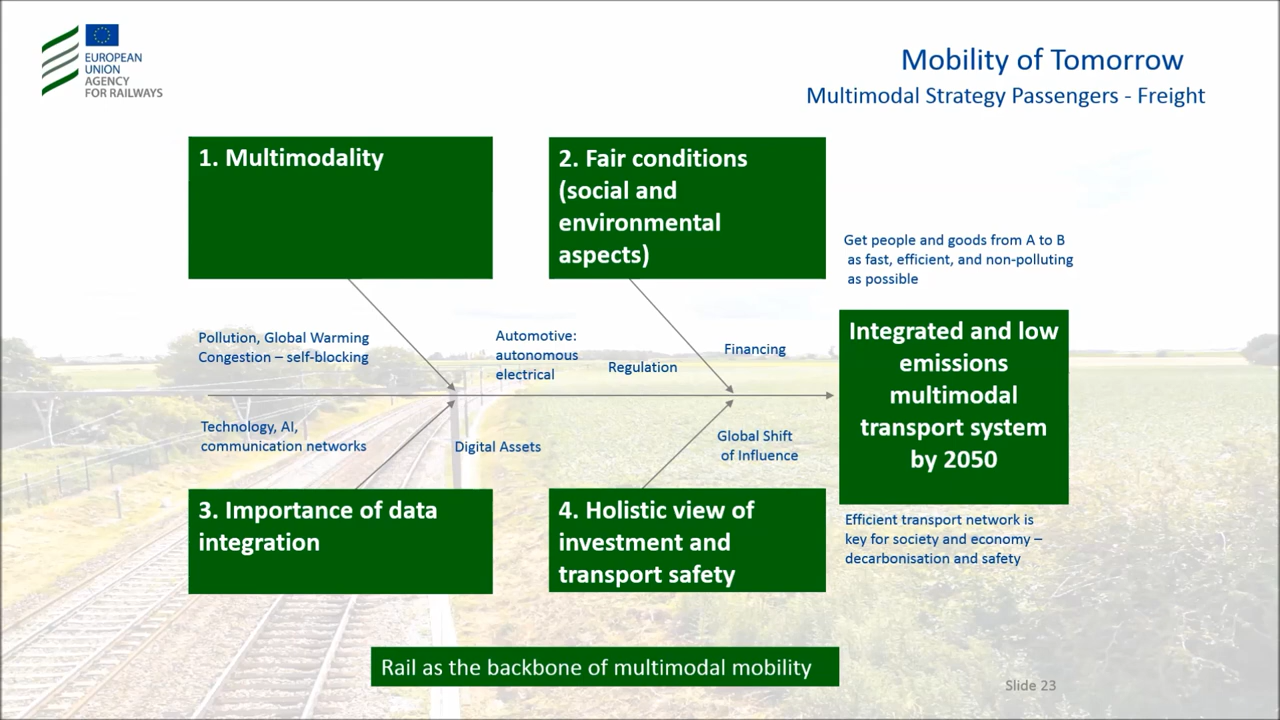 EUROPEAN
UNION
AGENCY
FOR RAILWAYS
Mobility of Tomorrow
Multimodal Strategy Passengers - Freight
1. Multimodality
2. Fair conditions
(social and
environmental
aspects)
Get people and goods from A to B
as fast, efficient, and non-polluting
as possible
Pollution, Global Warming
Congestion – self-blocking
Automotive:
autonomous
electrical
Regulation
Financing
Integrated and low
emissions
multimodal
transport system
by 2050
Technology, AI,
communication networks
Digital Assets
Global Shift
of Influence
3. Importance of data
integration
4. Holistic view of
investment and
transport safety
Efficient transport network is
key for society and economy –
decarbonisation and safety
Rail as the backbone of multimodal mobility
Slide 23